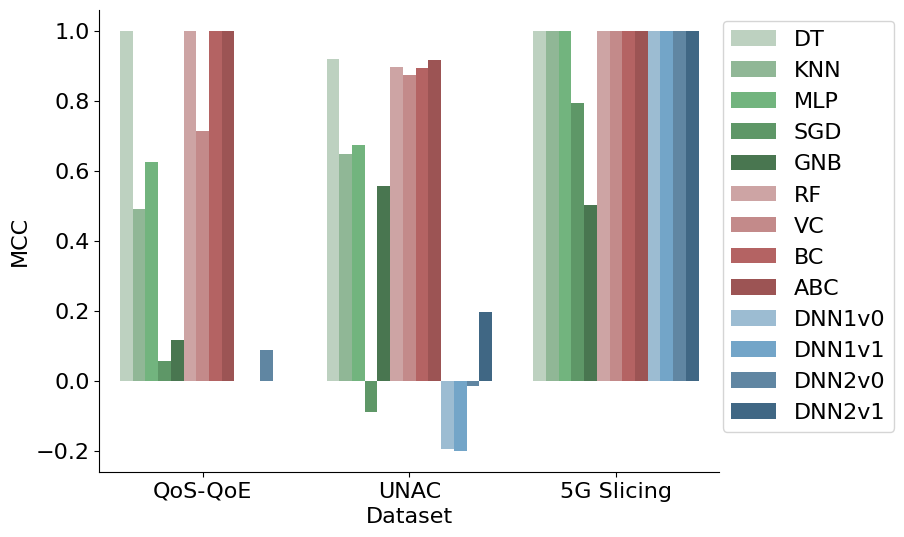 1.0
0.8
0.6
0.4
0.2
0.0
−0.2
MCC
QoS-QoE
UNAC
5G Slicing
Dataset
DT
KNN
MLP
SGD
GNB
RF
VC
BC
ABC
DNN1v0
DNN1v1
DNN2v0
DNN2v1